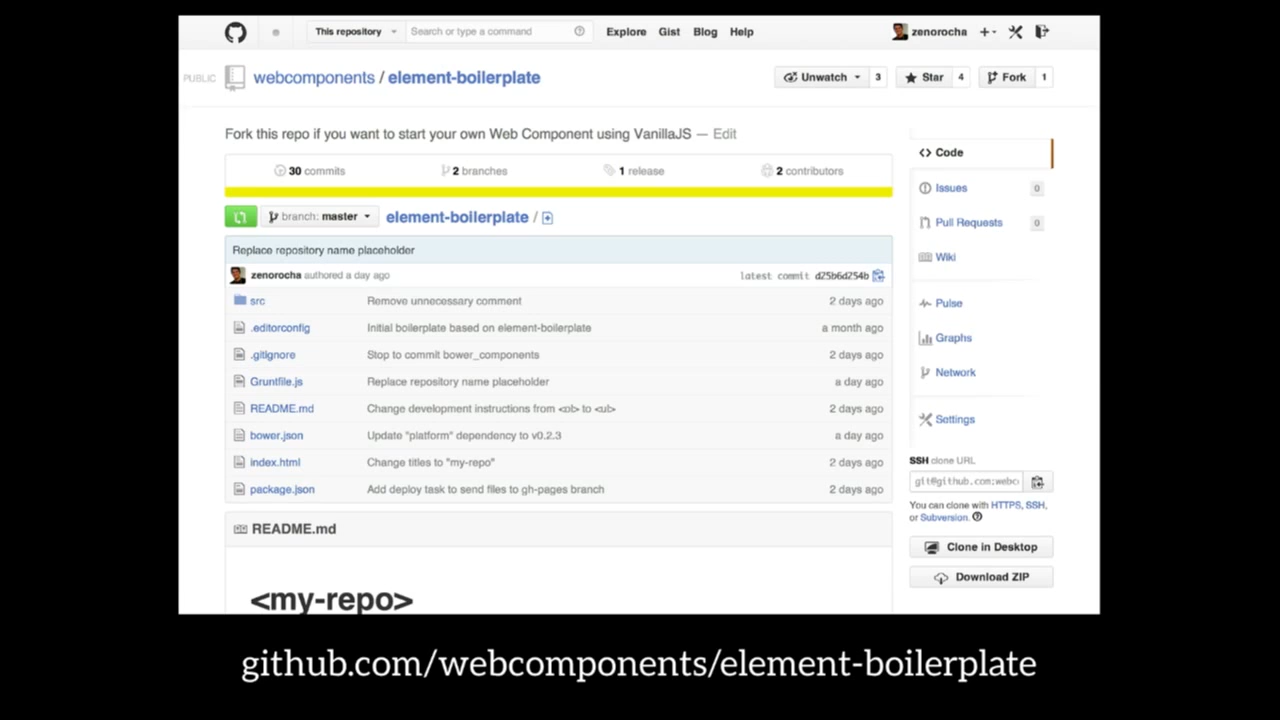 This repository Search or type a command Explore Gist Blog Help zenorocha
PUBLIC webcomponents / element-boilerplate Unwatch 3 Star 4 Fork 1
Fork this repo if you want to start your own Web Component using VanillaJS — Edit
30 commits 2 branches 1 release 2 contributors
branch: master element-boilerplate /
Replace repository name placeholder
zenorocha authored a day ago latest commit d25b6d254b
src Remove unnecessary comment 2 days ago
.editorconfig Initial boilerplate based on element-boilerplate a month ago
.gitignore Stop to commit bower_components 2 days ago
Gruntfile.js Replace repository name placeholder a day ago
README.md Change development instructions from <ol> to <ul> 2 days ago
bower.json Update "platform" dependency to v0.2.3 a day ago
index.html Change titles to "my-repo" 2 days ago
package.json Add deploy task to send files to gh-pages branch 2 days ago
README.md
<my-repo>
Code
Issues 0
Pull Requests 0
Wiki
Pulse
Graphs
Network
Settings
SSH clone URL
git@github.com:webc
You can clone with HTTPS, SSH,
or Subversion.
Clone in Desktop
Download ZIP
github.com/webcomponents/element-boilerplate